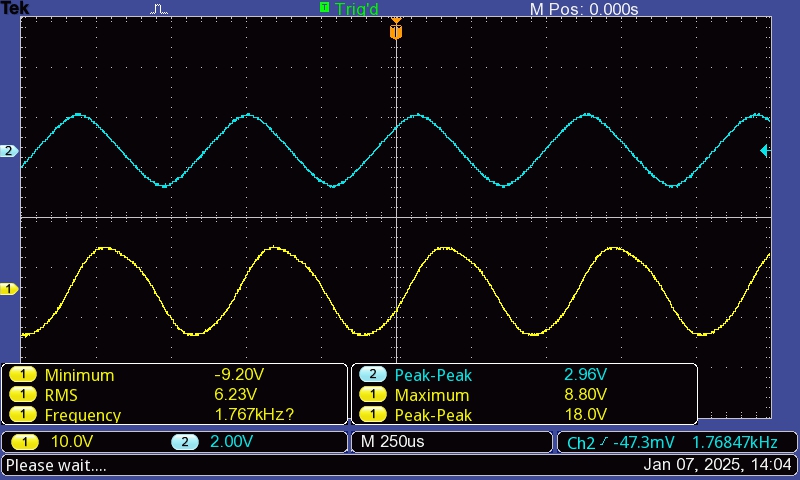 Tek T Trig'd M Pos: 0.000s
T
2
1
1 Minimum -9.20V 2 Peak-Peak 2.96V
1 RMS 6.23V 1 Maximum 8.80V
1 Frequency 1.767kHz? 1 Peak-Peak 18.0V
1 10.0V 2 2.00V M 250us Ch2 -47.3mV 1.76847kHz
Please wait.... Jan 07, 2025, 14:04